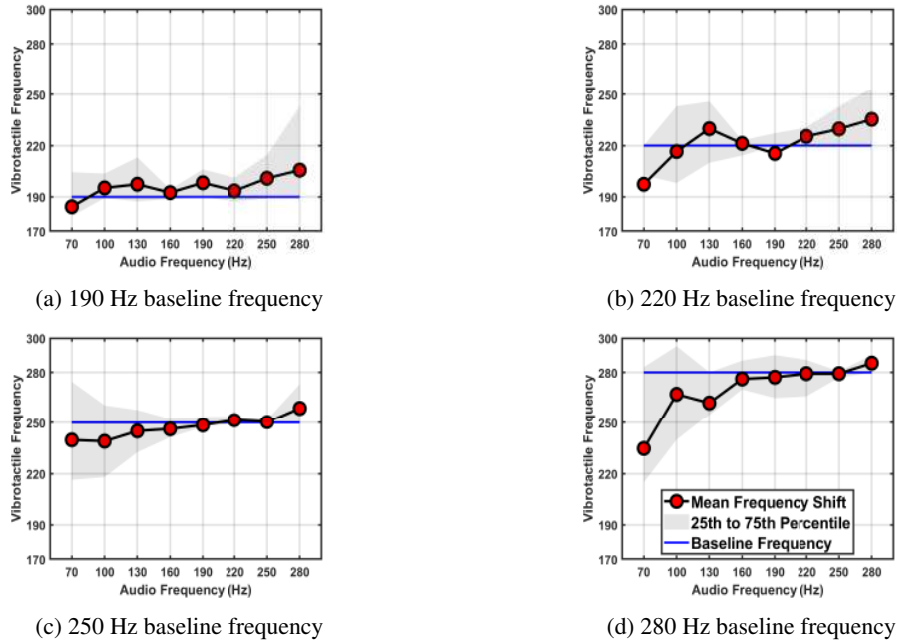 300
280
250
220
190
170
Vibrotactile Frequency
70 100 130 160 190 220 250 280
Audio Frequency (Hz)
(a) 190 Hz baseline frequency
300
280
250
220
190
170
Vibrotactile Frequency
70 100 130 160 190 220 250 280
Audio Frequency (Hz)
(b) 220 Hz baseline frequency
300
280
250
220
190
170
Vibrotactile Frequency
70 100 130 160 190 220 250 280
Audio Frequency (Hz)
(c) 250 Hz baseline frequency
300
280
250
220
190
170
Vibrotactile Frequency
Mean Frequency Shift
25th to 75th Percentile
Baseline Frequency
70 100 130 160 190 220 250 280
Audio Frequency (Hz)
(d) 280 Hz baseline frequency